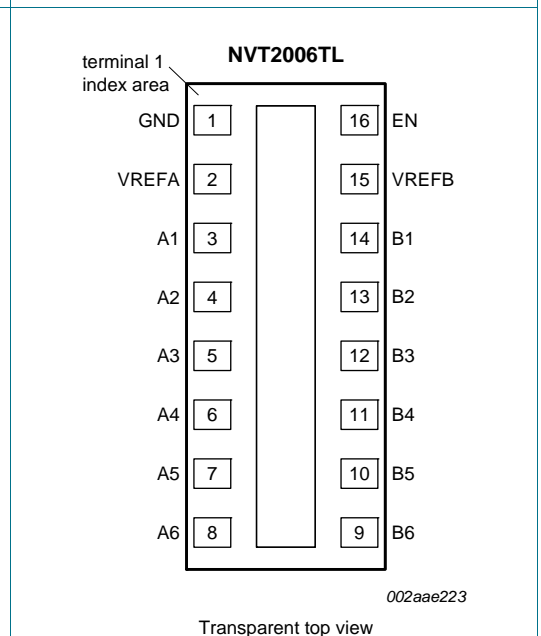 NVT2006TL
terminal 1
index area
GND 1 16 EN
VREFA 2 15 VREFB
A1 3 14 B1
A2 4 13 B2
A3 5 12 B3
A4 6 11 B4
A5 7 10 B5
A6 8 9 B6
002aae223
Transparent top view